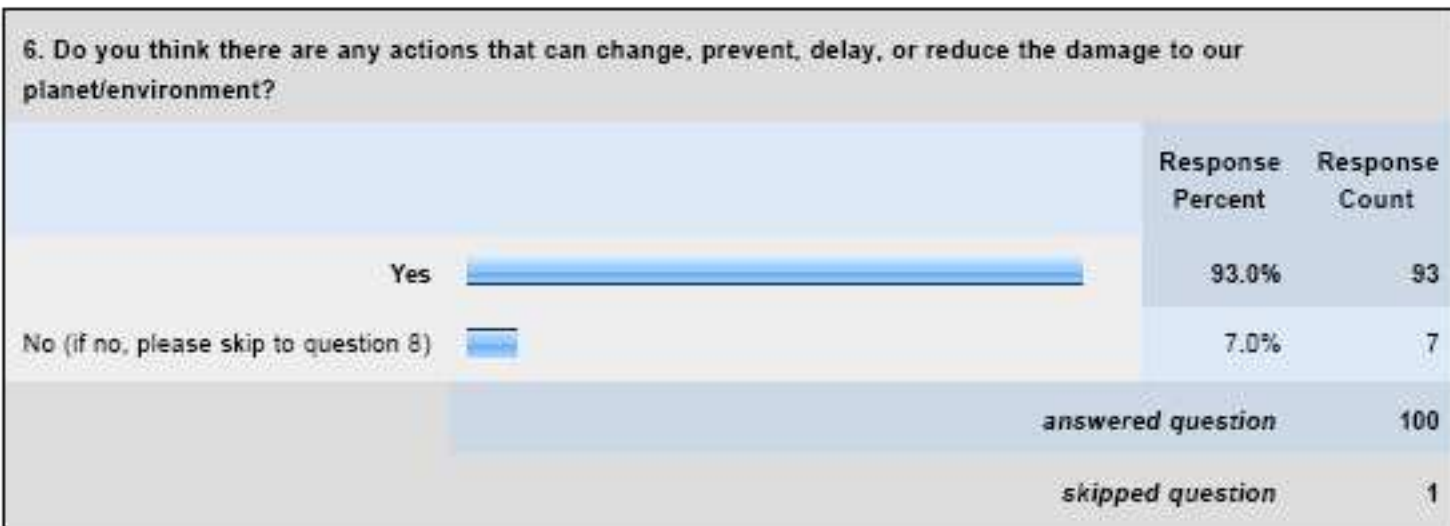 6. Do you think there are any actions that can change, prevent, delay, or reduce the damage to our
planet/environment?
Response Percent Response Count
Yes 93.0% 93
No (if no, please skip to question 8) 7.0% 7
answered question 100
skipped question 1